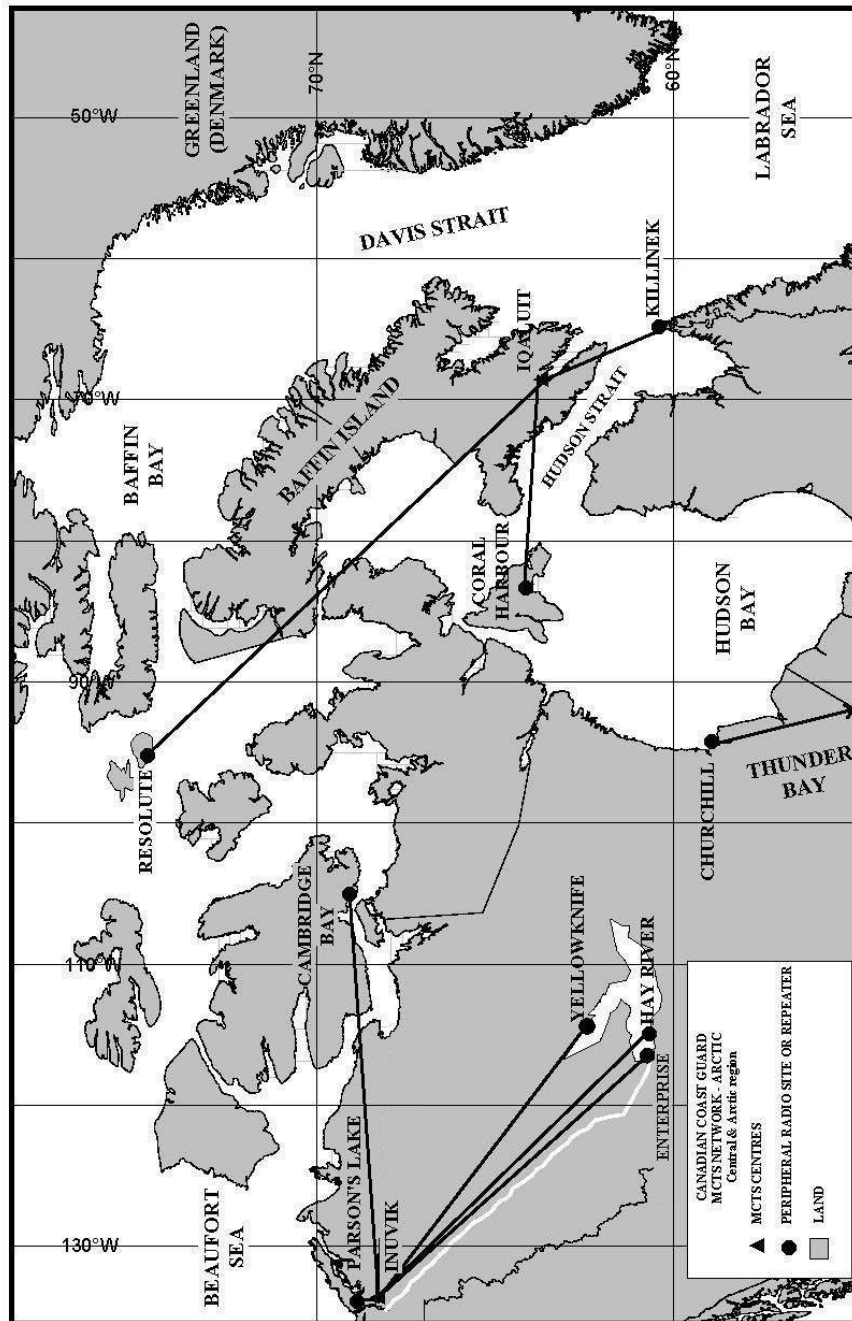 50°W
70°W
90°W
110°W
130°W
70°N
60°N
GREENLAND
(DENMARK)
LABRADOR
SEA
DAVIS STRAIT
BAFFIN
BAY
BAFFIN ISLAND
IQALUIT
KILLINEK
HUDSON STRAIT
CORAL
HARBOUR
HUDSON
BAY
RESOLUTE
CHURCHILL
THUNDER
BAY
CAMBRIDGE
BAY
YELLOWKNIFE
HAY RIVER
ENTERPRISE
BEAUFORT
SEA
PARSON'S LAKE
INUVIK
CANADIAN COAST GUARD
MCTS NETWORK - ARCTIC
Central & Arctic region
MCTS CENTRES
PERIPHERAL RADIO SITE OR REPEATER
LAND